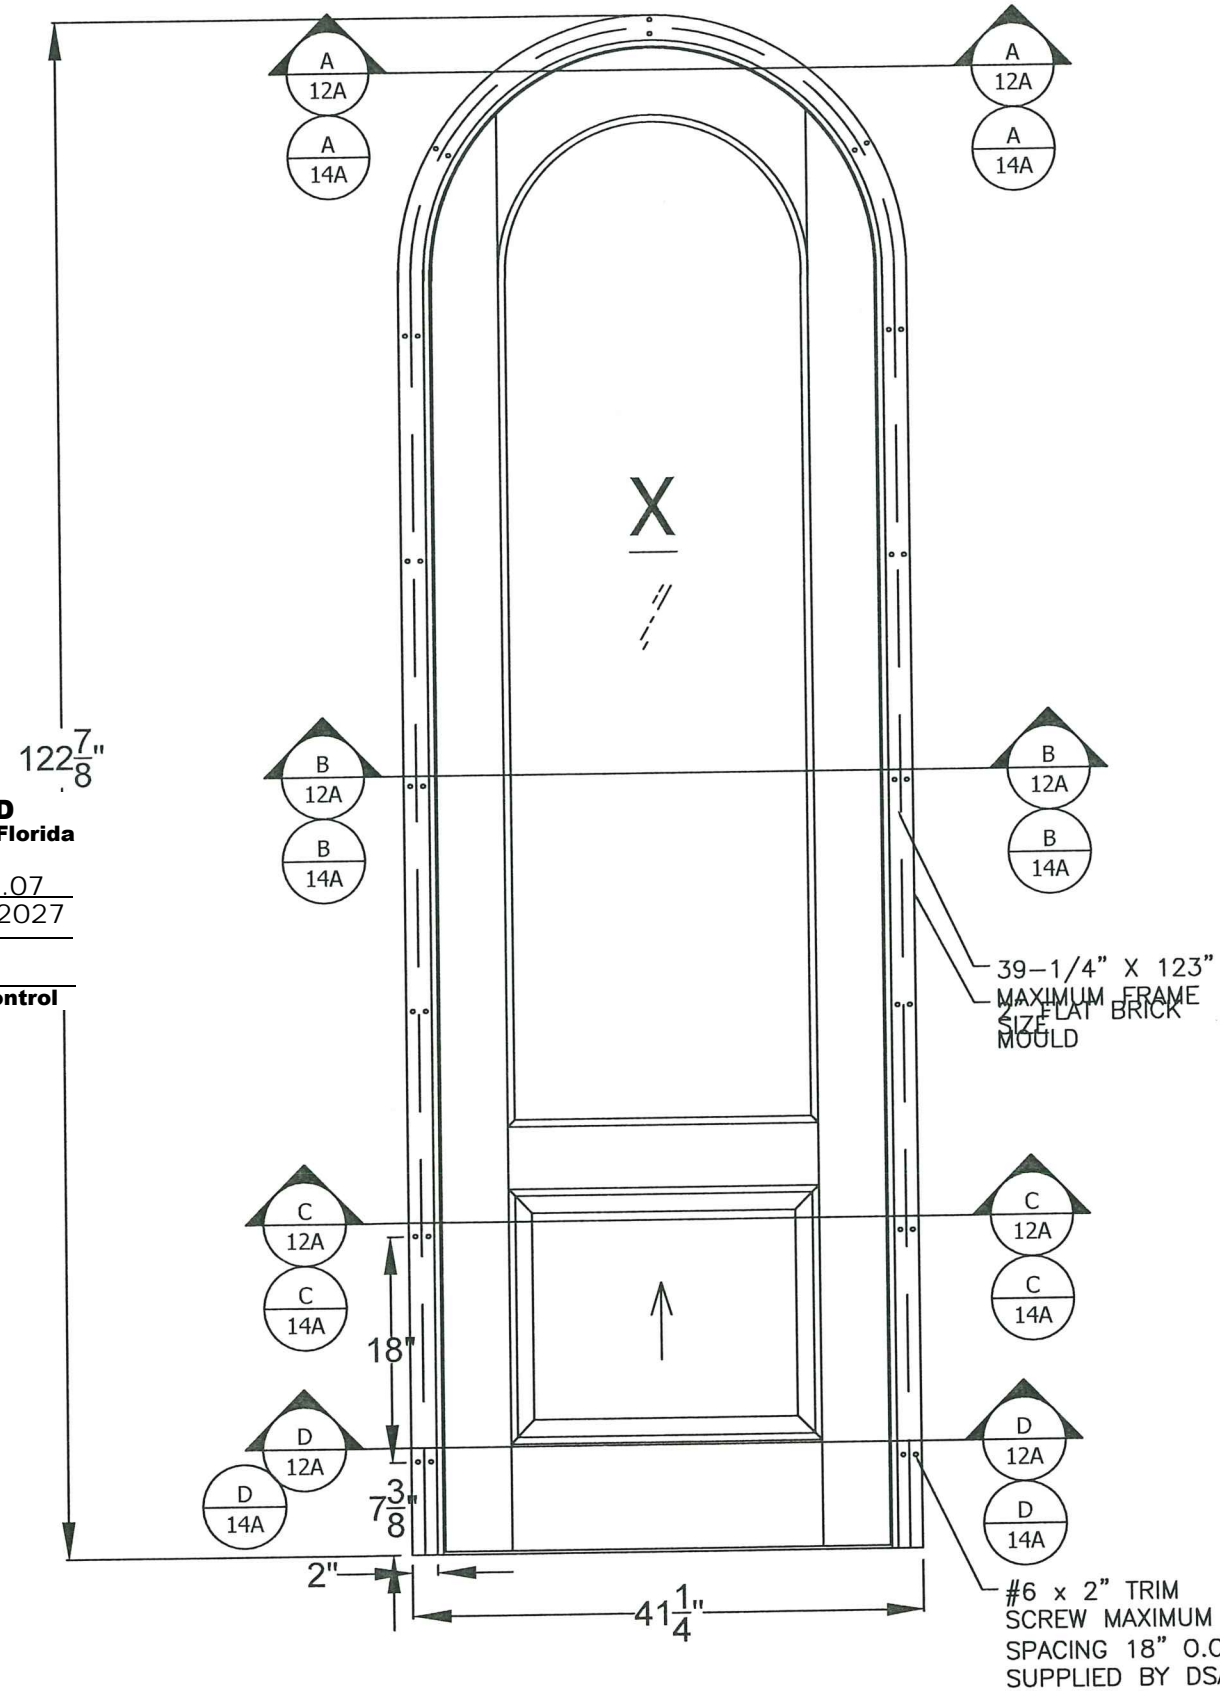 A
12A
A
14A
A
12A
A
14A
X
122 7/8"
D
Florida
.07
2027
ontrol
B
12A
B
14A
B
12A
B
14A
39-1/4" X 123"
MAXIMUM FRAME
SIZE
2" FLAT BRICK
MOULD
C
12A
C
14A
C
12A
C
14A
18"
D
12A
D
14A
D
12A
D
14A
7 3/8"
2"
41 1/4"
#6 x 2" TRIM
SCREW MAXIMUM
SPACING 18" O.C
SUPPLIED BY DSA